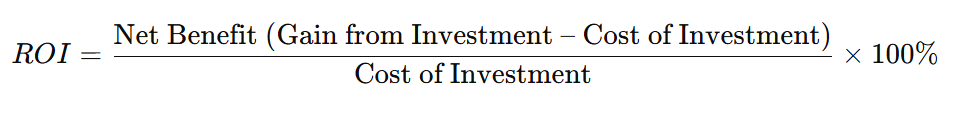 ROI = Net Benefit (Gain from Investment – Cost of Investment)
Cost of Investment
× 100%